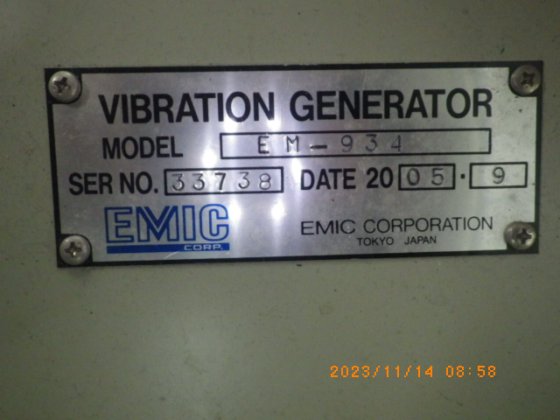 VIBRATION GENERATOR
MODEL EM-934
SER NO. 33738 DATE 2005.9
EMIC CORP. EMIC CORPORATION
TOKYO JAPAN
2023/11/14 08:58